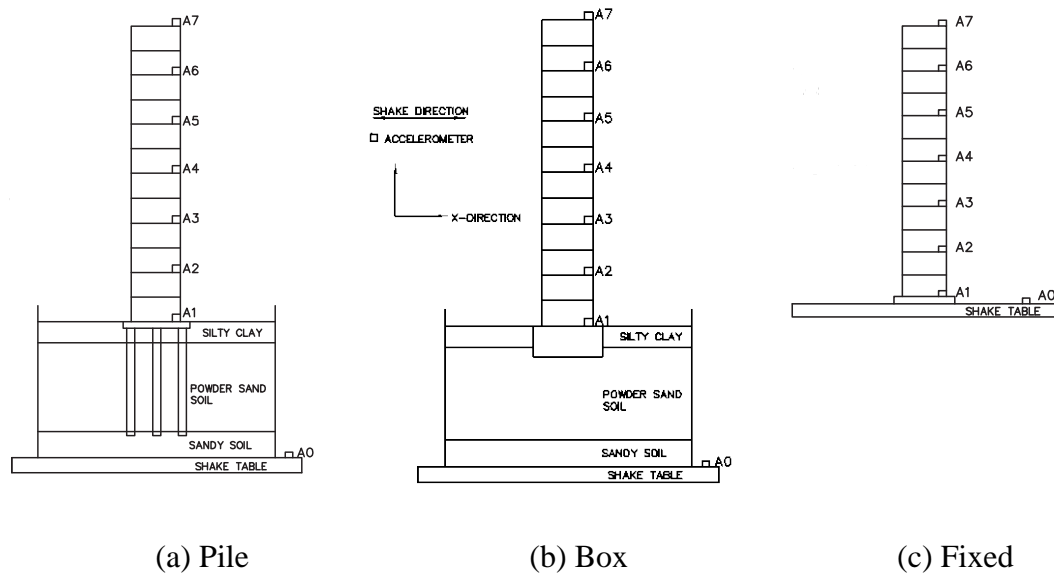 A7
A6
A5
A4
A3
A2
A1
SILTY CLAY
POWDER SAND
SOIL
SANDY SOIL
A0
SHAKE TABLE
(a) Pile
SHAKE DIRECTION
ACCELEROMETER
X-DIRECTION
A7
A6
A5
A4
A3
A2
A1
SILTY CLAY
POWDER SAND
SOIL
SANDY SOIL
A0
SHAKE TABLE
(b) Box
A7
A6
A5
A4
A3
A2
A1
A0
SHAKE TABLE
(c) Fixed